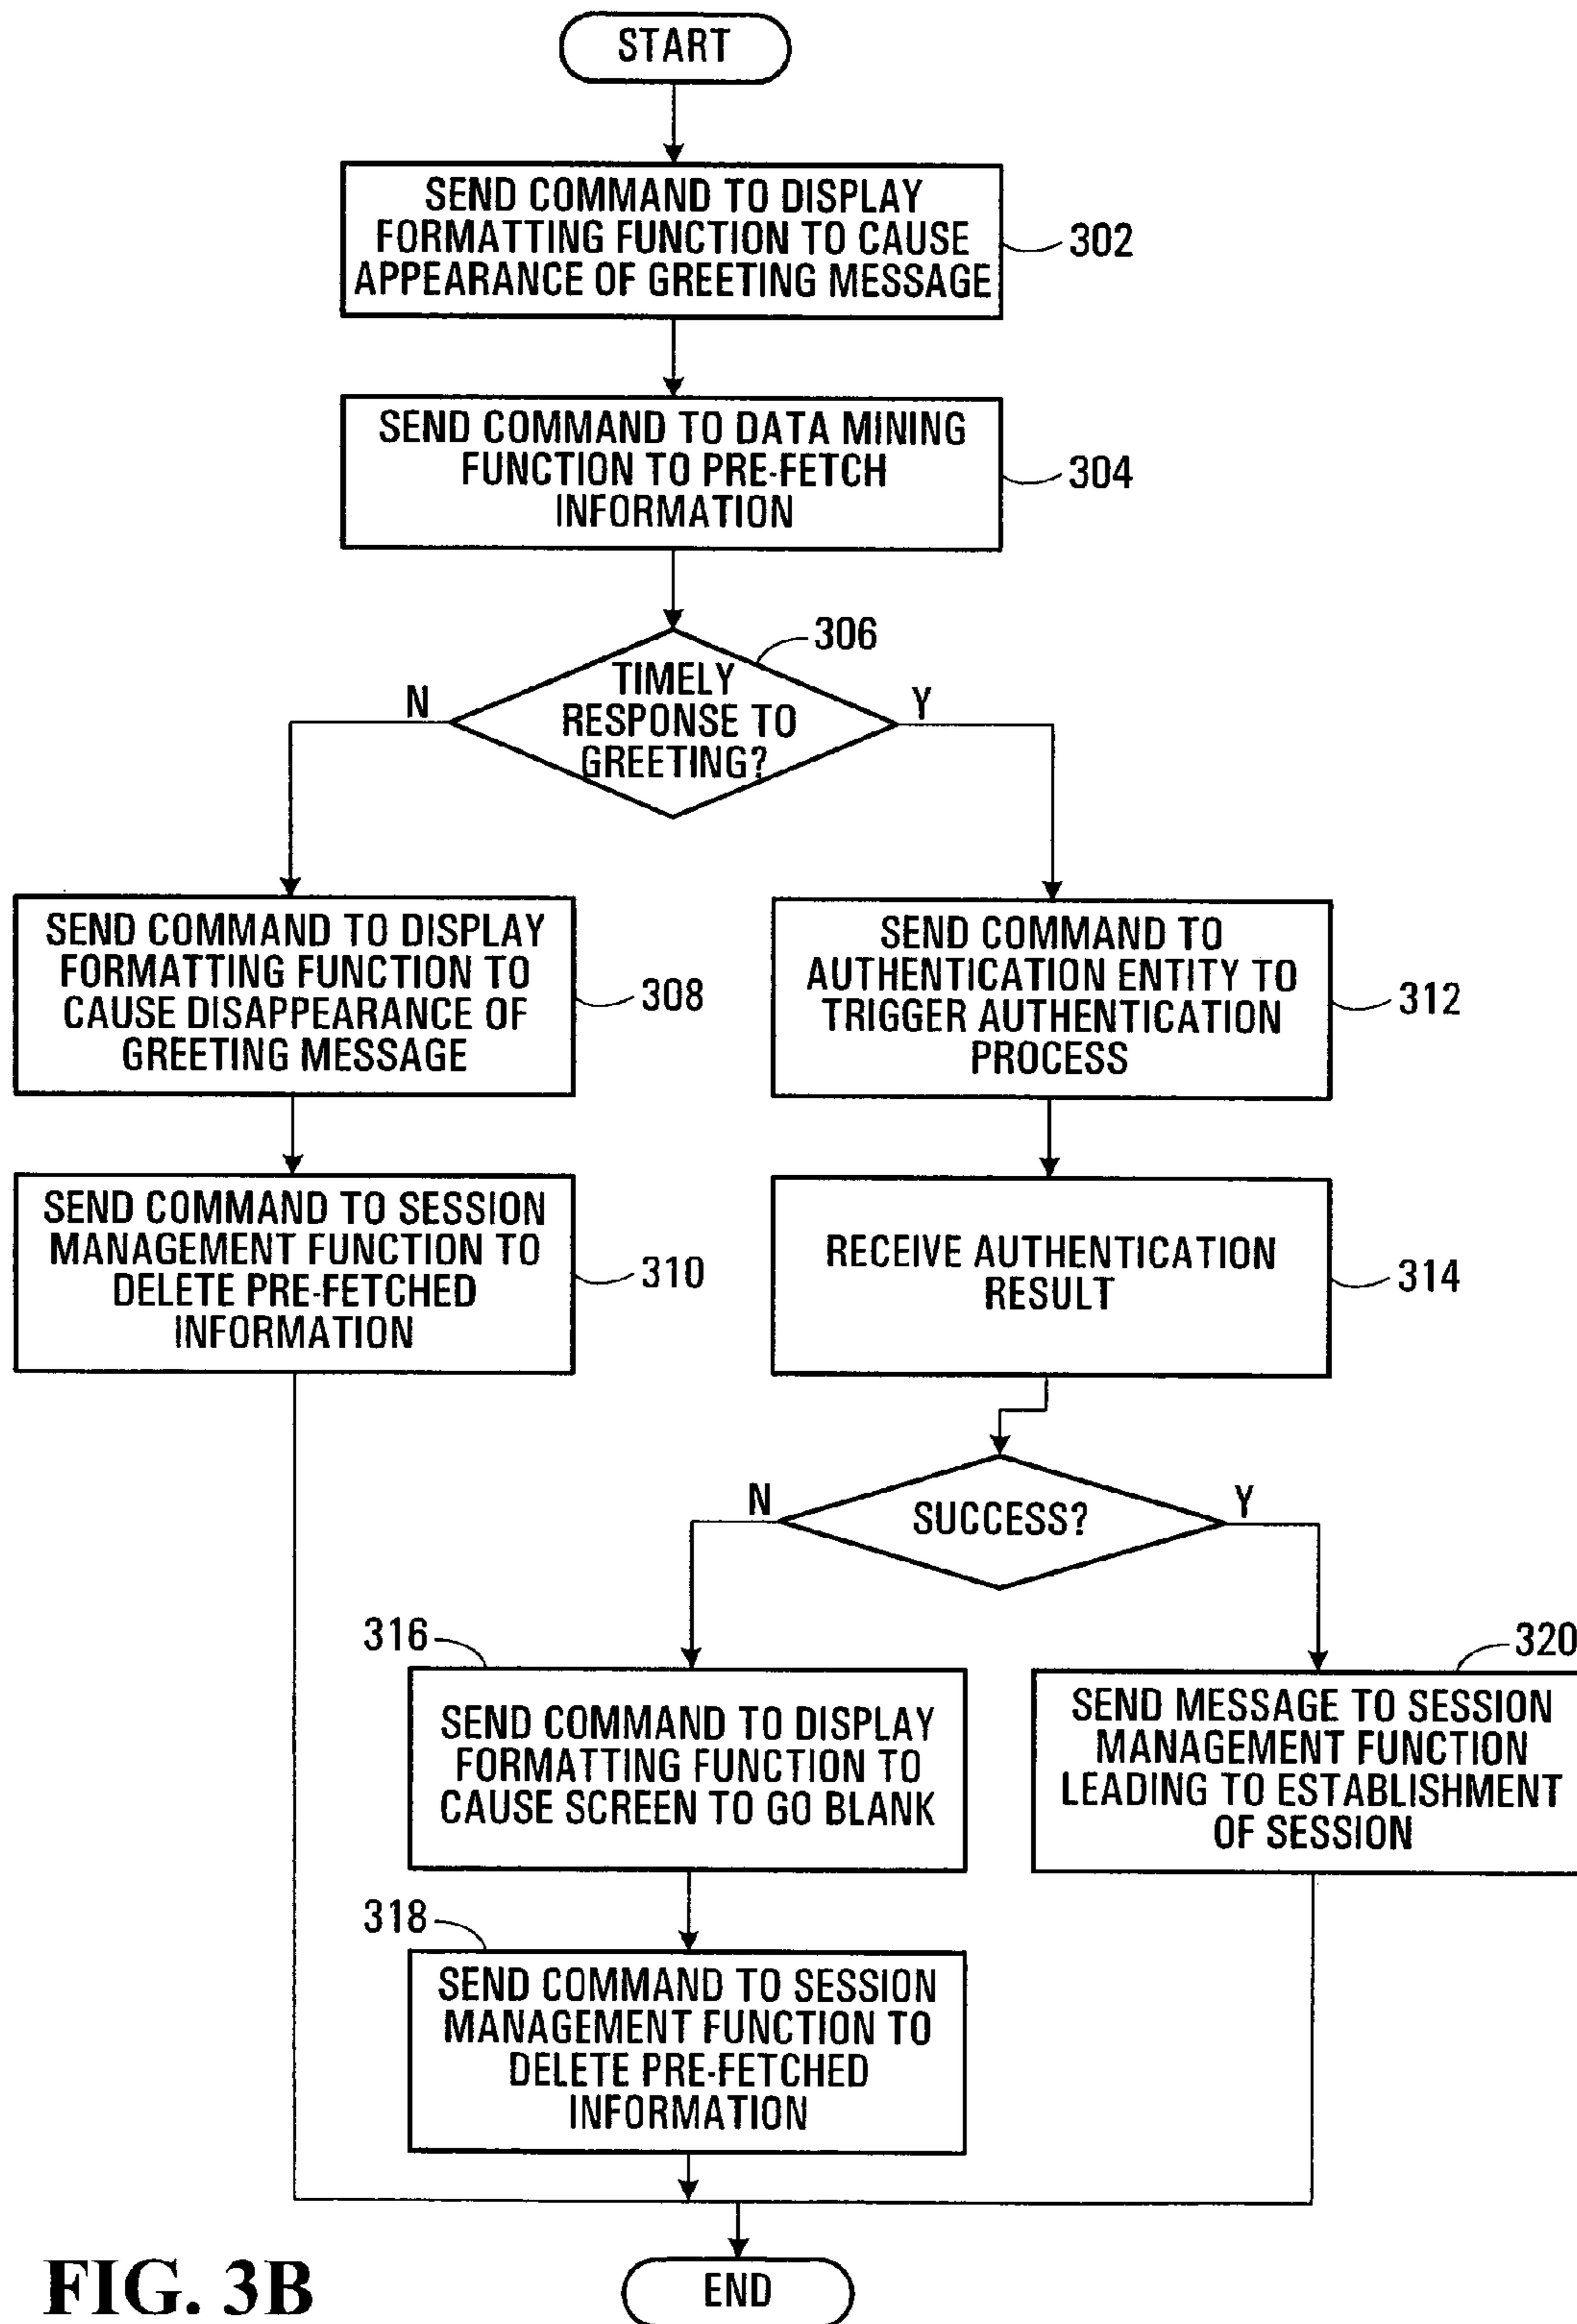 START
SEND COMMAND TO DISPLAY
FORMATTING FUNCTION TO CAUSE
APPEARANCE OF GREETING MESSAGE
302
SEND COMMAND TO DATA MINING
FUNCTION TO PRE-FETCH
INFORMATION
304
306
TIMELY
RESPONSE TO
GREETING?
N
Y
SEND COMMAND TO DISPLAY
FORMATTING FUNCTION TO
CAUSE DISAPPEARANCE OF
GREETING MESSAGE
308
SEND COMMAND TO
AUTHENTICATION ENTITY TO
TRIGGER AUTHENTICATION
PROCESS
312
SEND COMMAND TO SESSION
MANAGEMENT FUNCTION TO
DELETE PRE-FETCHED
INFORMATION
310
RECEIVE AUTHENTICATION
RESULT
314
N
SUCCESS?
Y
316
SEND COMMAND TO DISPLAY
FORMATTING FUNCTION TO
CAUSE SCREEN TO GO BLANK
320
SEND MESSAGE TO SESSION
MANAGEMENT FUNCTION
LEADING TO ESTABLISHMENT
OF SESSION
318
SEND COMMAND TO SESSION
MANAGEMENT FUNCTION TO
DELETE PRE-FETCHED
INFORMATION
END
FIG. 3B